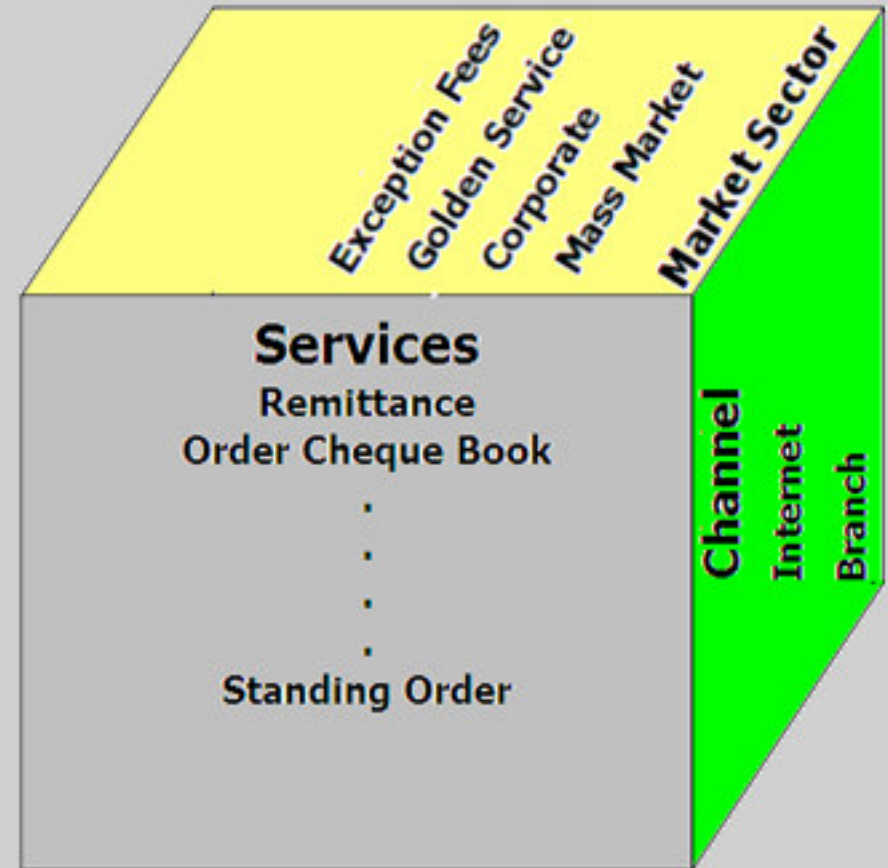 Exception Fees
Golden Service
Corporate
Mass Market
Market Sector
Services
Remittance
Order Cheque Book
.
.
.
.
Standing Order
Channel
Internet
Branch